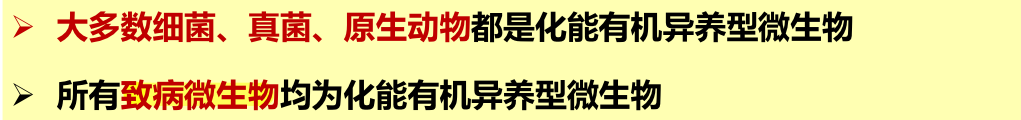 ➢ 大多数细菌、真菌、原生动物都是化能有机异养型微生物
➢ 所有致病微生物均为化能有机异养型微生物